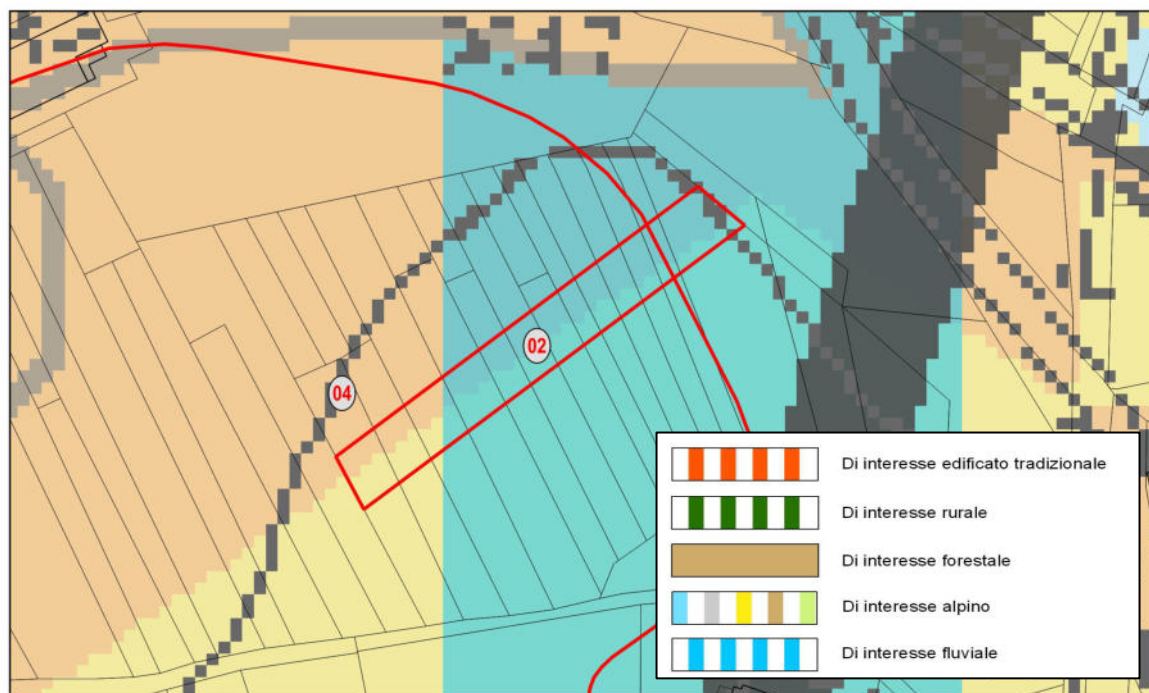 02
04
Di interesse edificato tradizionale
Di interesse rurale
Di interesse forestale
Di interesse alpino
Di interesse fluviale